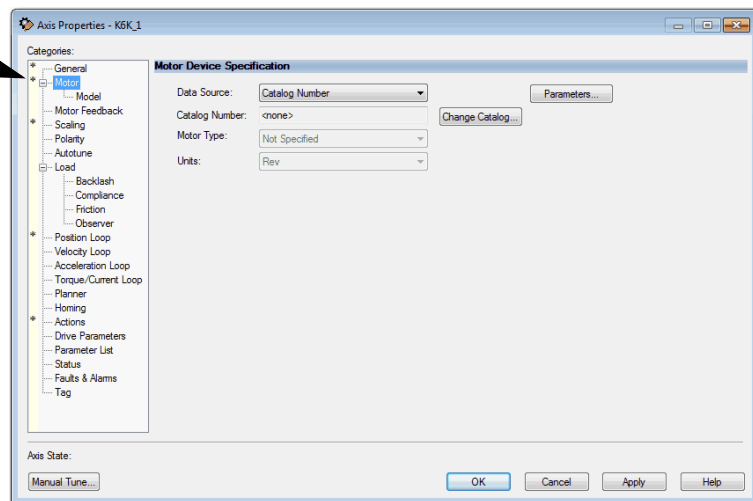 Axis Properties - K6K_1
Categories:
* General
* Motor
Model
Motor Feedback
* Scaling
Polarity
Autotune
Load
Backlash
Compliance
Friction
Observer
* Position Loop
Velocity Loop
Acceleration Loop
Torque/Current Loop
Planner
Homing
* Actions
Drive Parameters
Parameter List
Status
Faults & Alarms
Tag
Motor Device Specification
Data Source: Catalog Number Parameters...
Catalog Number: <none> Change Catalog...
Motor Type: Not Specified
Units: Rev
Axis State:
Manual Tune... OK Cancel Apply Help